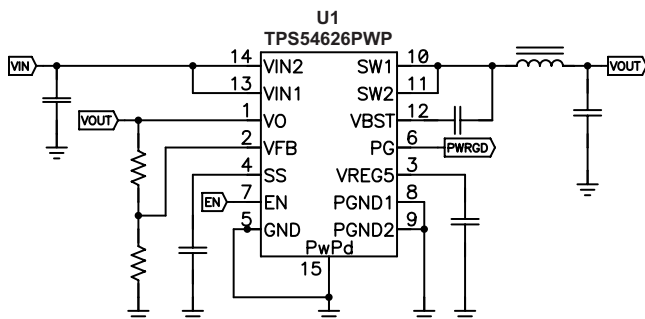 U1
TPS54626PWP
VIN
14 VIN2 SW1 10
13 VIN1 SW2 11
VOUT
VOUT 1 VO VBST 12
2 VFB PG 6 PWRGD
4 SS VREG5 3
EN 7 EN PGND1 8
5 GND PGND2 9
PwPd
15